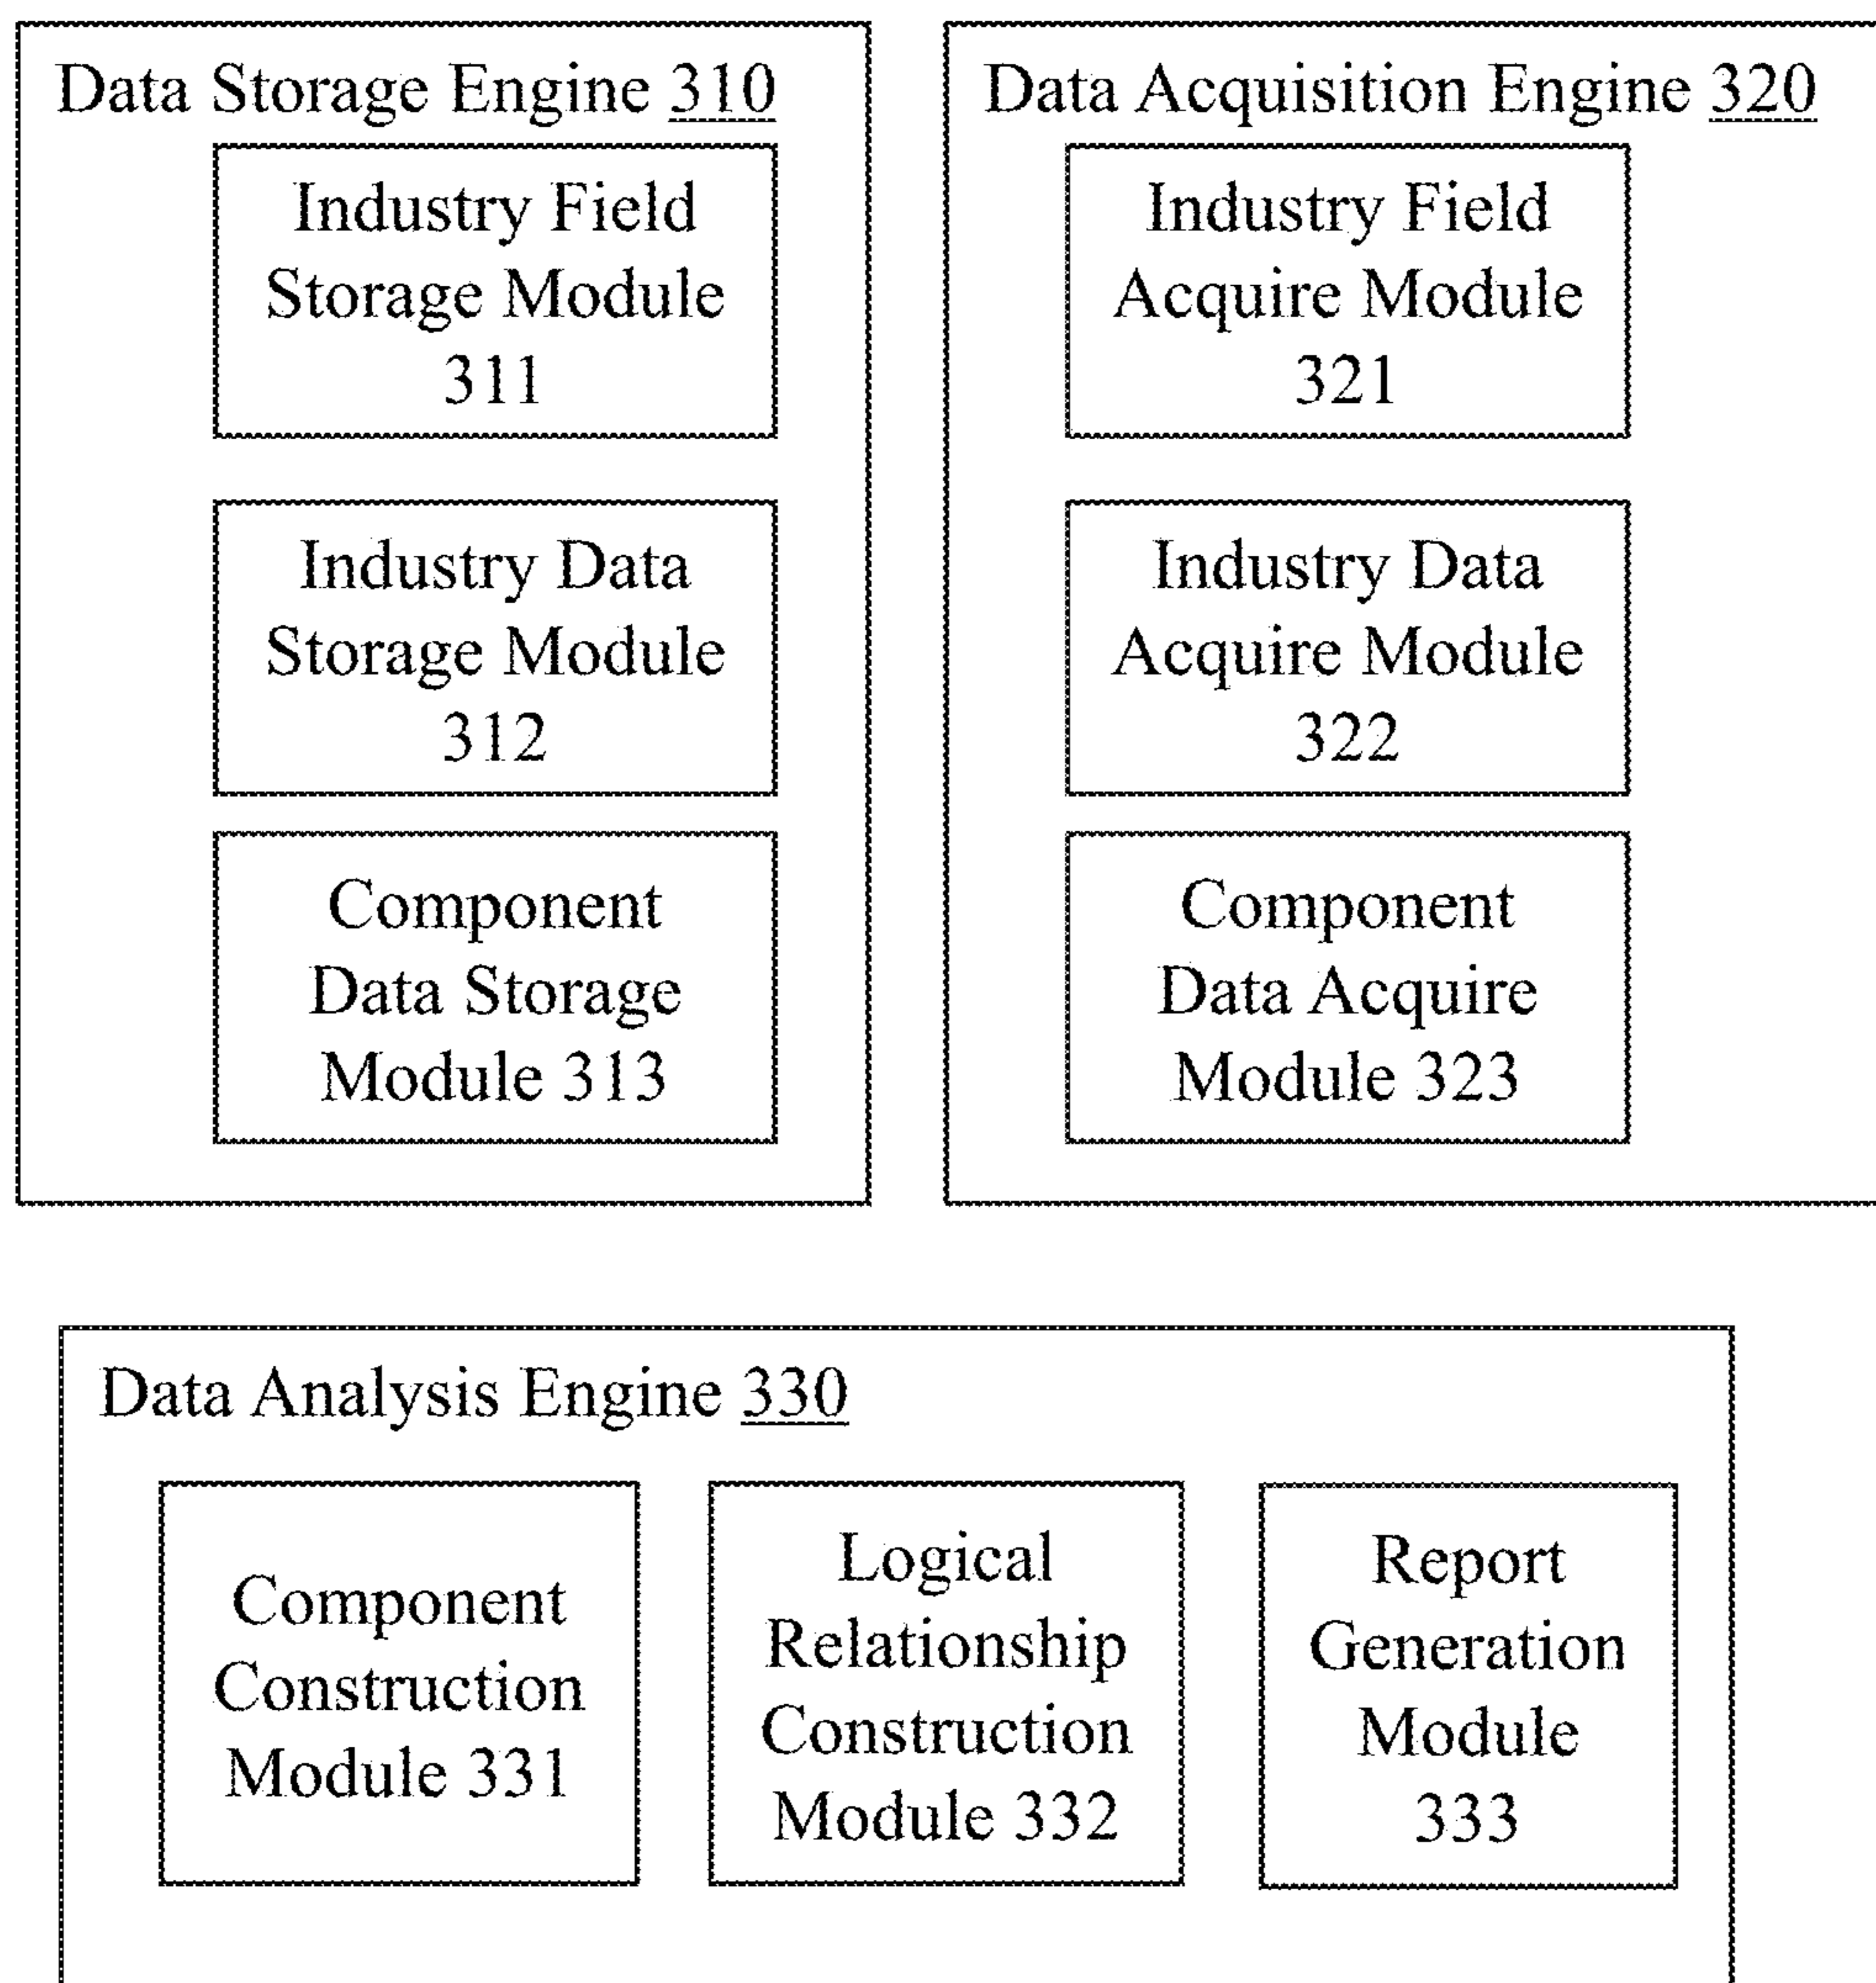 Data Storage Engine 310
Industry Field
Storage Module
311
Industry Data
Storage Module
312
Component
Data Storage
Module 313
Data Acquisition Engine 320
Industry Field
Acquire Module
321
Industry Data
Acquire Module
322
Component
Data Acquire
Module 323
Data Analysis Engine 330
Component
Construction
Module 331
Logical
Relationship
Construction
Module 332
Report
Generation
Module
333